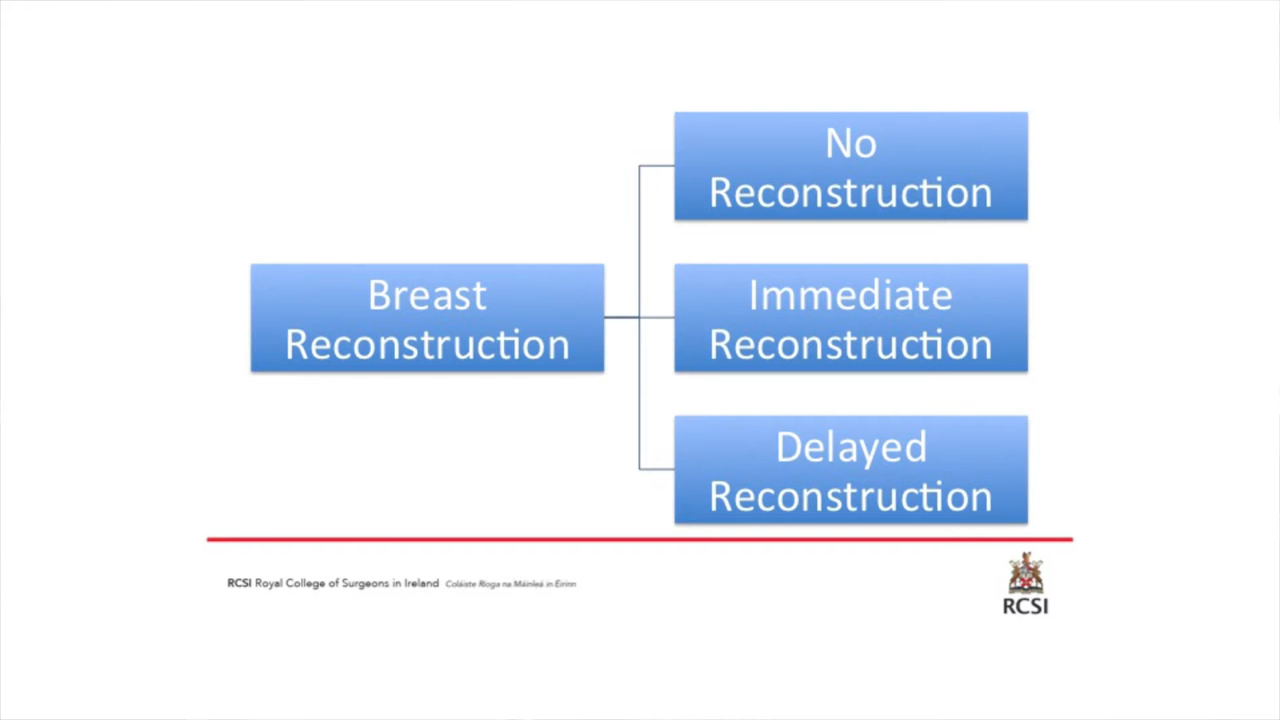 No
Reconstruction
Breast
Reconstruction
Immediate
Reconstruction
Delayed
Reconstruction
RCSI Royal College of Surgeons in Ireland Coláiste Ríoga na Máinleá in Éirinn
RCSI